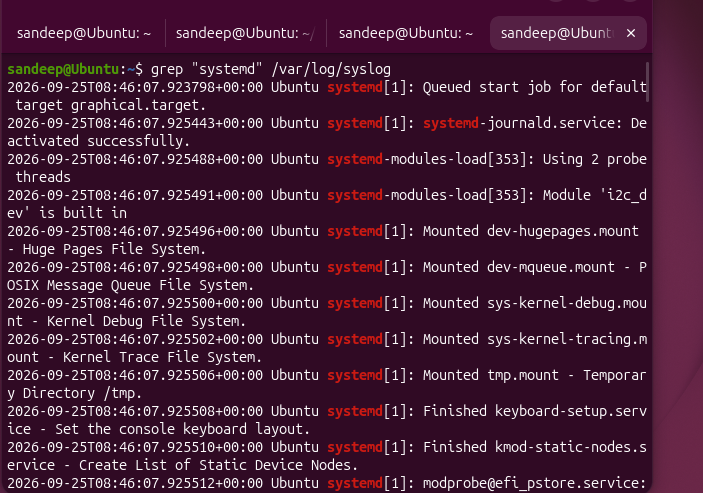 sandeep@Ubuntu: ~
sandeep@Ubuntu: ~/
sandeep@Ubuntu: ~
sandeep@Ubunt
sandeep@Ubuntu:~$ grep "systemd" /var/log/syslog
2026-09-25T08:46:07.923798+00:00 Ubuntu systemd[1]: Queued start job for default
 target graphical.target.
2026-09-25T08:46:07.925443+00:00 Ubuntu systemd[1]: systemd-journald.service: De
activated successfully.
2026-09-25T08:46:07.925488+00:00 Ubuntu systemd-modules-load[353]: Using 2 probe
 threads
2026-09-25T08:46:07.925491+00:00 Ubuntu systemd-modules-load[353]: Module 'i2c_d
ev' is built in
2026-09-25T08:46:07.925496+00:00 Ubuntu systemd[1]: Mounted dev-hugepages.mount
- Huge Pages File System.
2026-09-25T08:46:07.925498+00:00 Ubuntu systemd[1]: Mounted dev-mqueue.mount - P
OSIX Message Queue File System.
2026-09-25T08:46:07.925500+00:00 Ubuntu systemd[1]: Mounted sys-kernel-debug.mou
nt - Kernel Debug File System.
2026-09-25T08:46:07.925502+00:00 Ubuntu systemd[1]: Mounted sys-kernel-tracing.m
ount - Kernel Trace File System.
2026-09-25T08:46:07.925506+00:00 Ubuntu systemd[1]: Mounted tmp.mount - Temporar
y Directory /tmp.
2026-09-25T08:46:07.925508+00:00 Ubuntu systemd[1]: Finished keyboard-setup.serv
ice - Set the console keyboard layout.
2026-09-25T08:46:07.925510+00:00 Ubuntu systemd[1]: Finished kmod-static-nodes.s
ervice - Create List of Static Device Nodes.
2026-09-25T08:46:07.925512+00:00 Ubuntu systemd[1]: modprobe@efi_pstore.service: